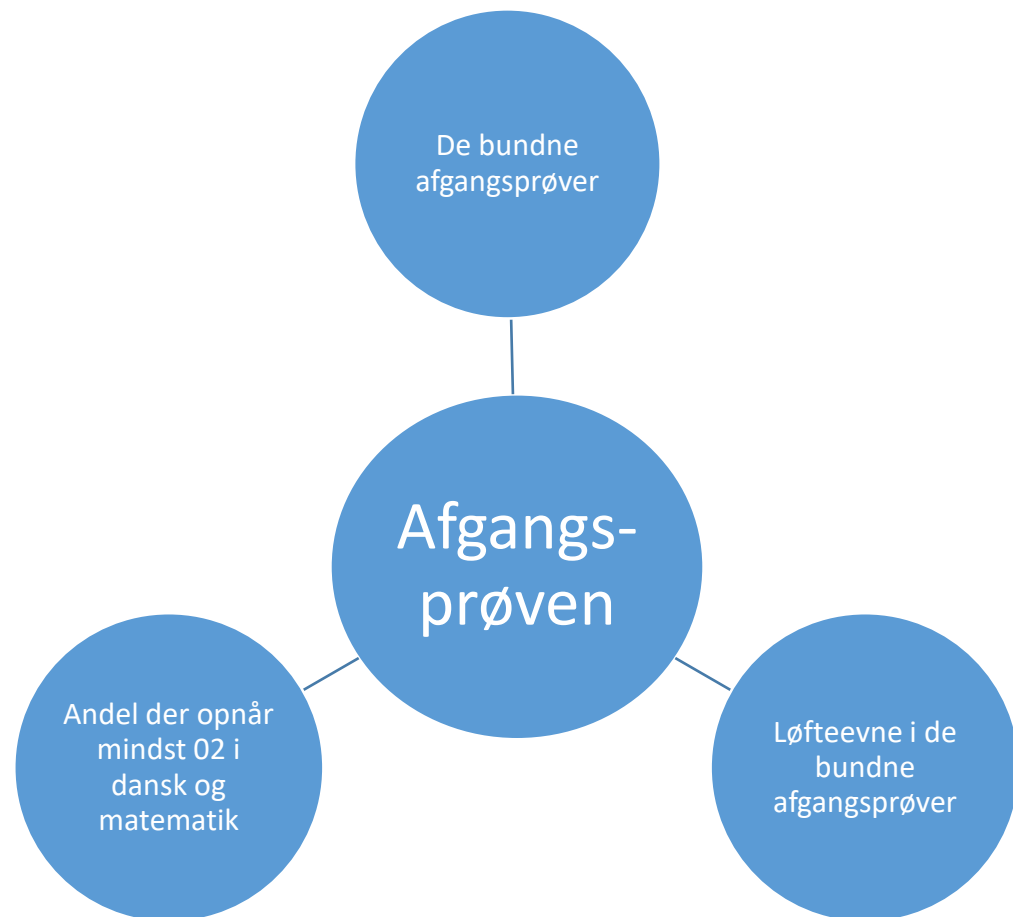 De bundne
afgangsprøver
Afgangs-
prøven
Andel der opnår
mindst 02 i
dansk og
matematik
Løfteevne i de
bundne
afgangsprøver